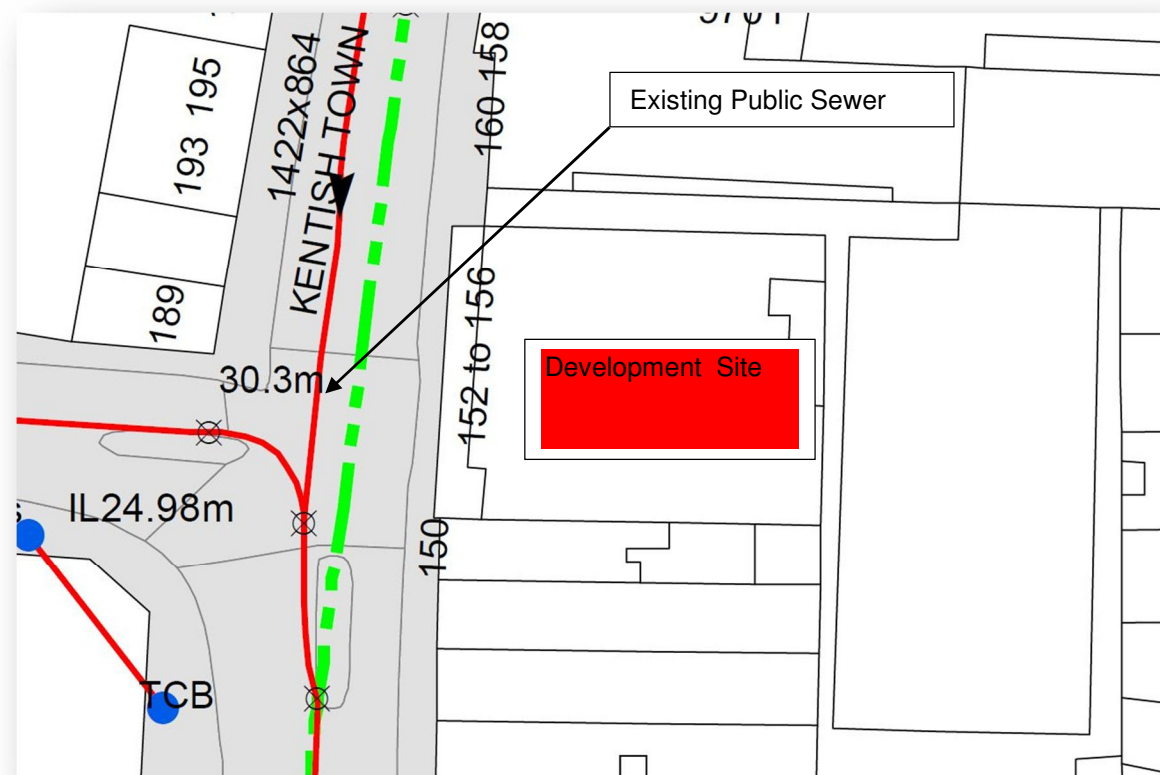 195
193
189
1422x864
KENTISH TOWN
160 158
Existing Public Sewer
152 to 156
Development Site
30.3m
IL24.98m
150
TCB